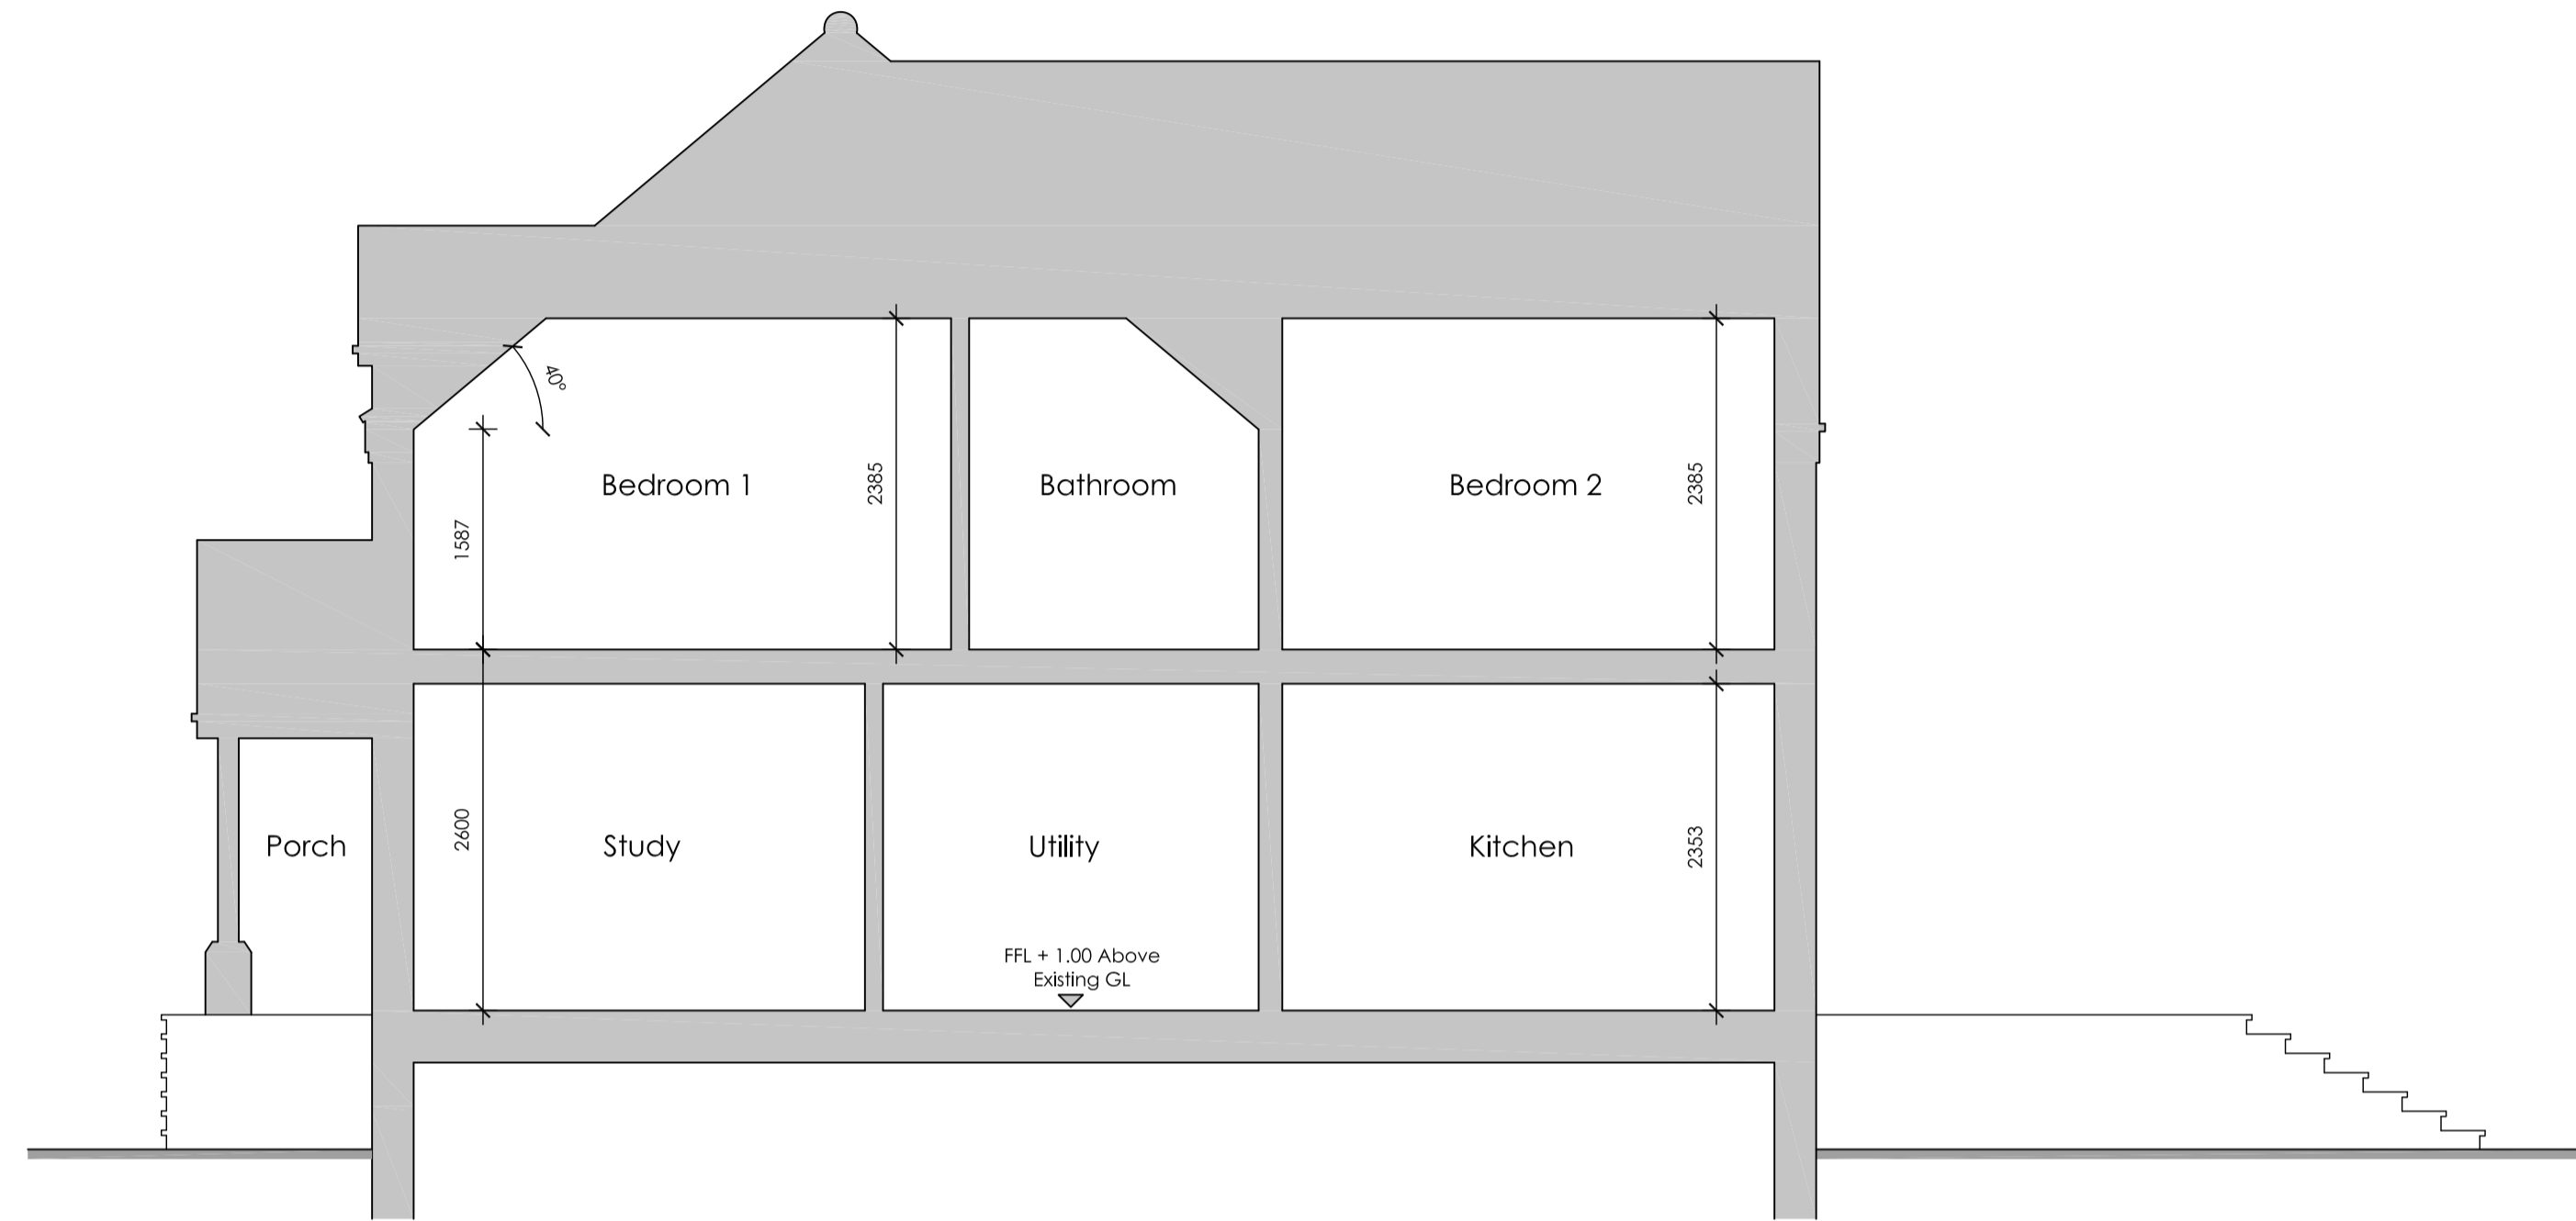 40°
Bedroom 1
2385
Bathroom
Bedroom 2
2385
1587
Porch
2600
Study
Utility
Kitchen
2353
FFL + 1.00 Above
Existing GL